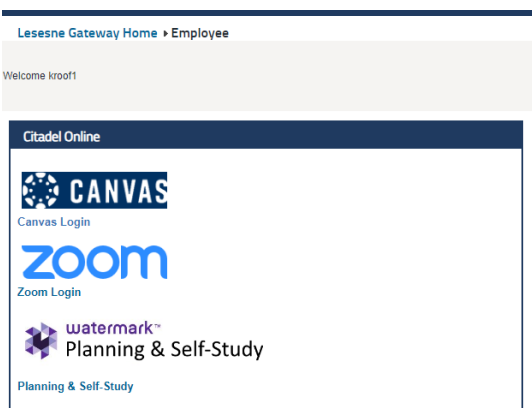 Lesesne Gateway Home ▸ Employee
Welcome kroof1
Citadel Online
CANVAS
Canvas Login
zoom
Zoom Login
watermark™
Planning & Self-Study
Planning & Self-Study